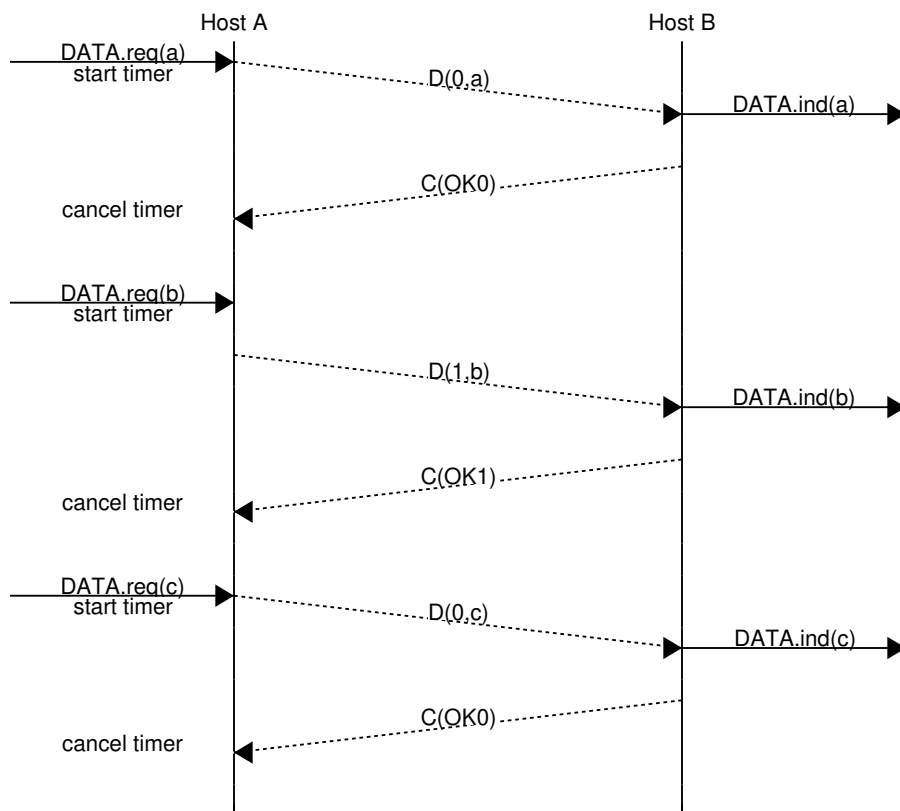 Host A
Host B
DATA.req(a)
start timer
D(0,a)
DATA.ind(a)
C(OK0)
cancel timer
DATA.req(b)
start timer
D(1,b)
DATA.ind(b)
C(OK1)
cancel timer
DATA.req(c)
start timer
D(0,c)
DATA.ind(c)
C(OK0)
cancel timer